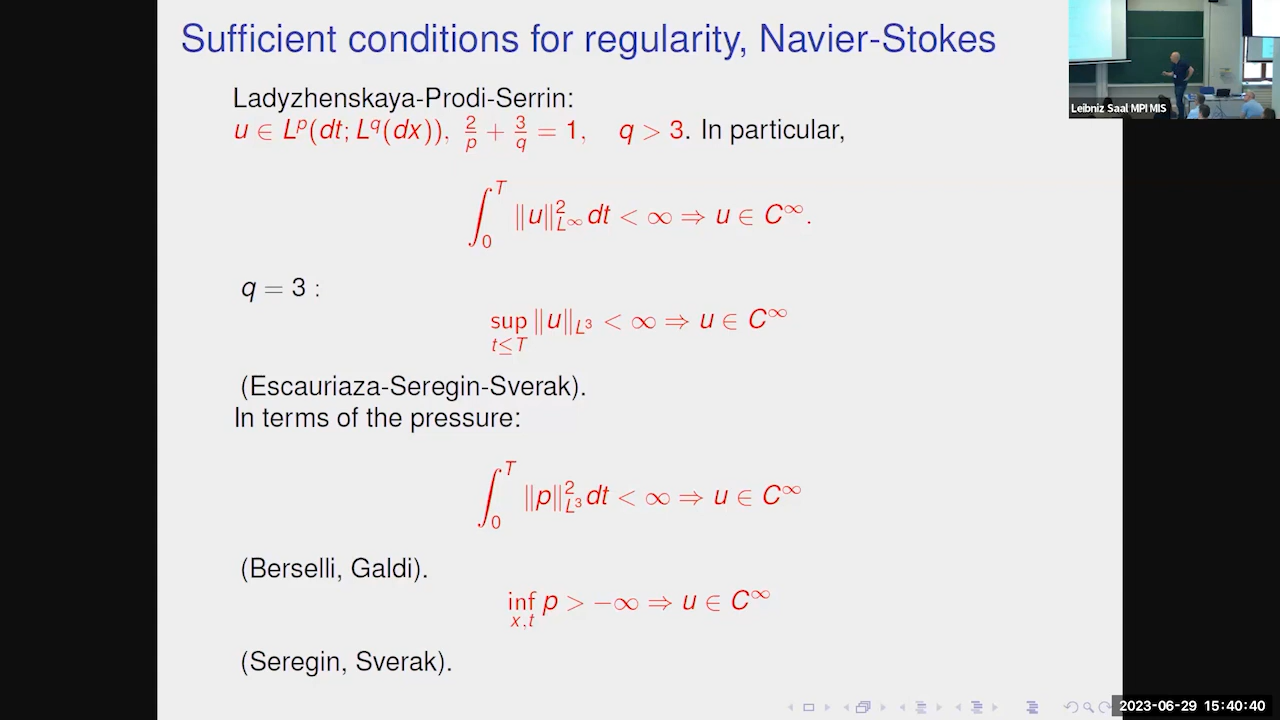 Sufficient conditions for regularity, Navier-Stokes
Ladyzhenskaya-Prodi-Serrin:
u ∈ L^p(dt; L^q(dx)), 2/p + 3/q = 1, q > 3. In particular,
∫_0^T ‖u‖²_{L^∞} dt < ∞ ⇒ u ∈ C^∞.
q = 3 :
sup_{t≤T} ‖u‖_{L³} < ∞ ⇒ u ∈ C^∞
(Escauriaza-Seregin-Sverak).
In terms of the pressure:
∫_0^T ‖p‖²_{L³} dt < ∞ ⇒ u ∈ C^∞
(Berselli, Galdi).
inf_{x,t} p > −∞ ⇒ u ∈ C^∞
(Seregin, Sverak).
Leibniz Saal MPI MIS
2023-06-29 15:40:40